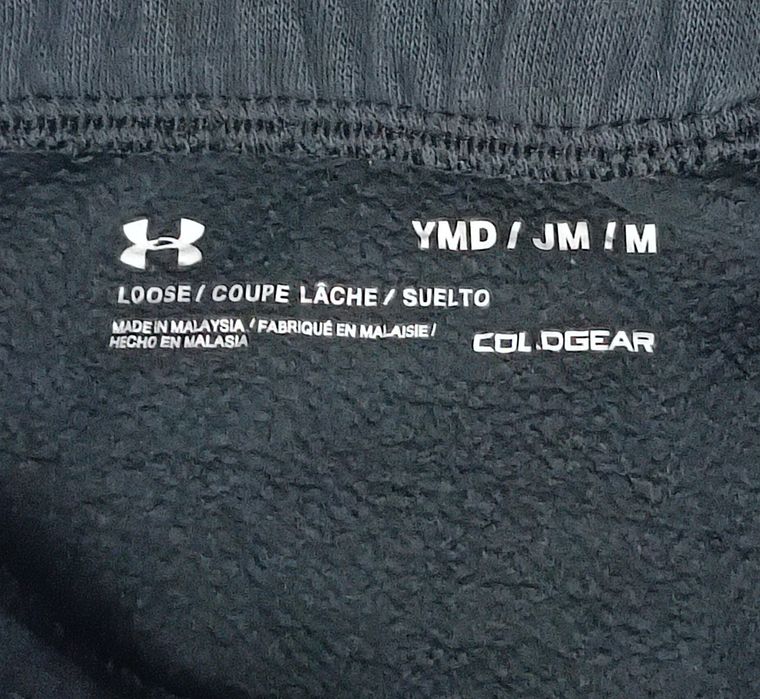 YMD / JM / M
LOOSE / COUPE LÂCHE / SUELTO
MADE IN MALAYSIA / FABRIQUÉ EN MALAISIE /
HECHO EN MALASIA
COLDGEAR